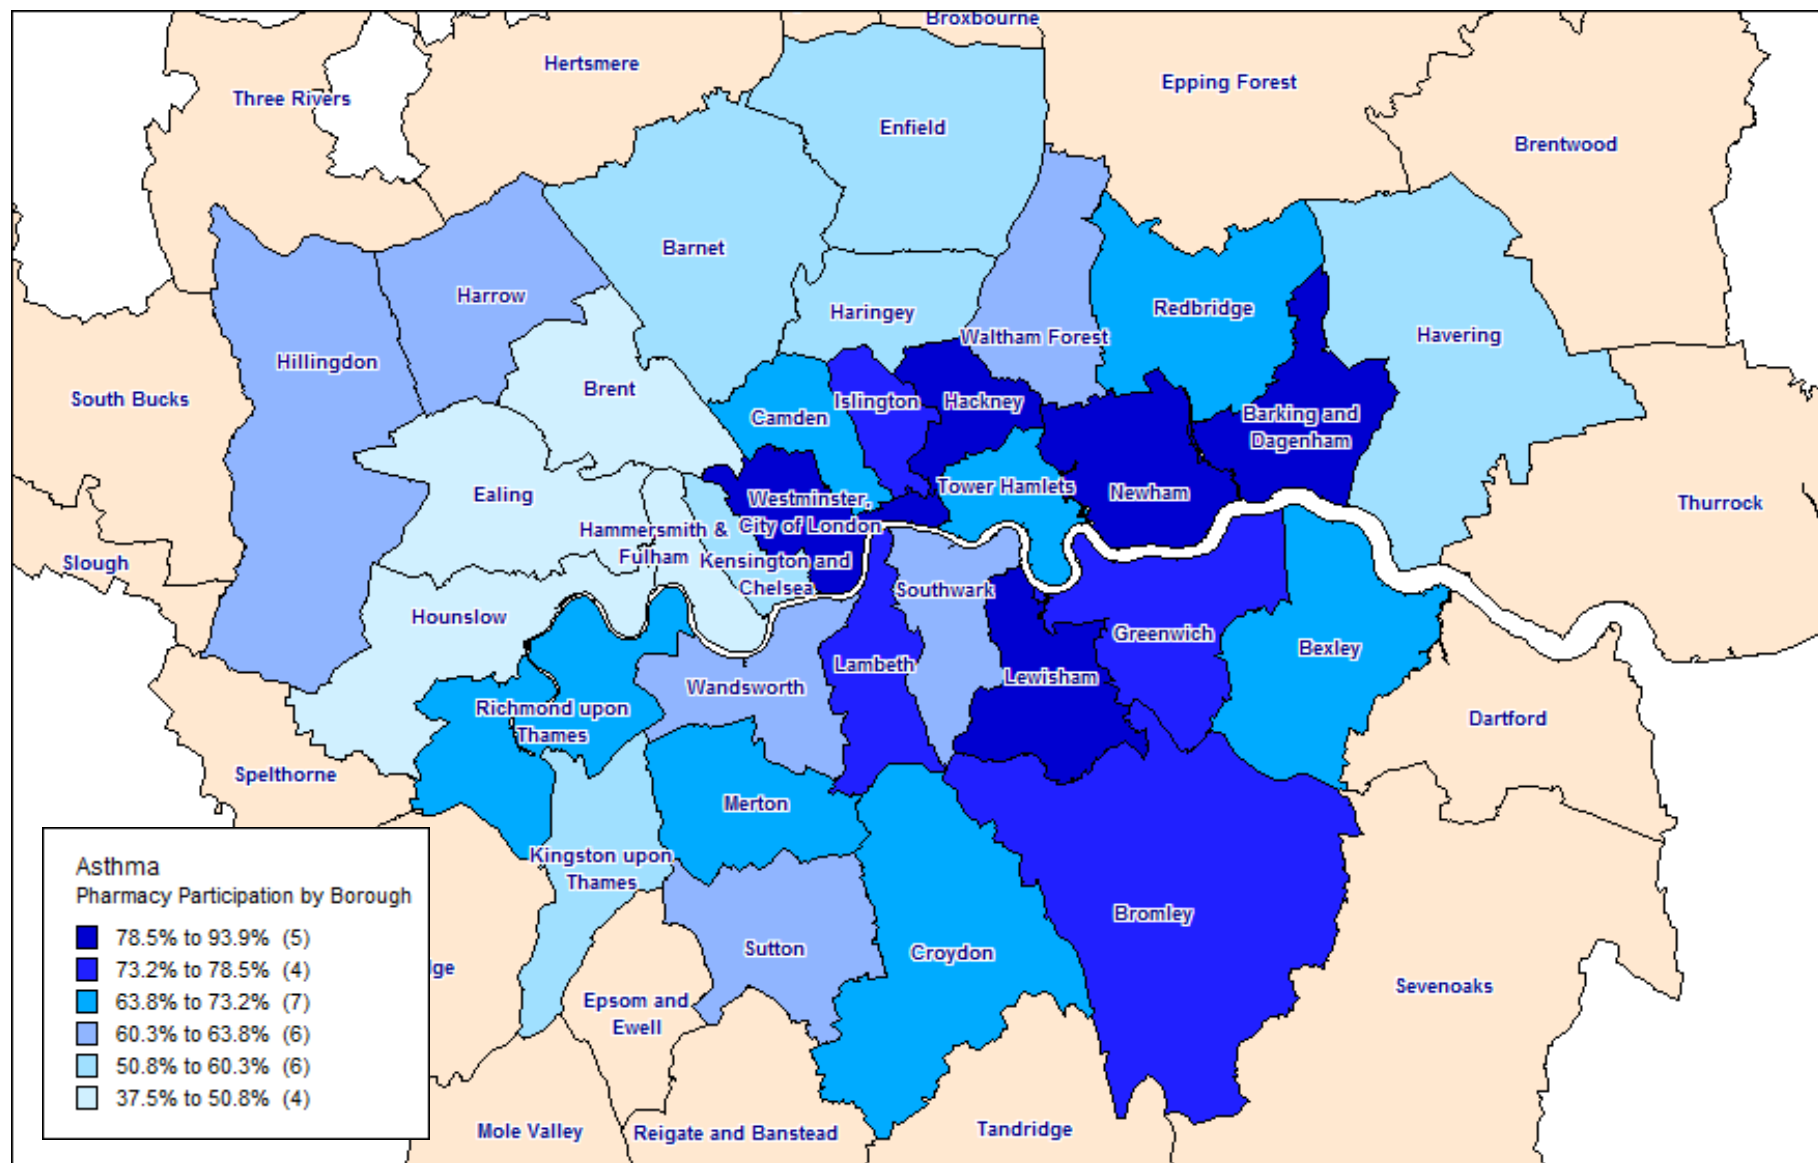 Broxbourne
Hertsmere
Three Rivers
Epping Forest
Enfield
Brentwood
Barnet
Harrow
Haringey
Redbridge
Waltham Forest
Havering
Hillingdon
Brent
South Bucks
Camden
Islington
Hackney
Barking and
Dagenham
Ealing
Westminster,
City of London
Tower Hamlets
Newham
Thurrock
Hammersmith &
Fulham
Kensington and
Chelsea
Slough
Hounslow
Southwark
Greenwich
Bexley
Lambeth
Lewisham
Wandsworth
Richmond upon
Thames
Dartford
Spelthorne
Merton
Kingston upon
Thames
Bromley
Sutton
Croydon
lge
Epsom and
Ewell
Sevenoaks
Mole Valley
Reigate and Banstead
Tandridge
Asthma
Pharmacy Participation by Borough
78.5% to 93.9% (5)
73.2% to 78.5% (4)
63.8% to 73.2% (7)
60.3% to 63.8% (6)
50.8% to 60.3% (6)
37.5% to 50.8% (4)